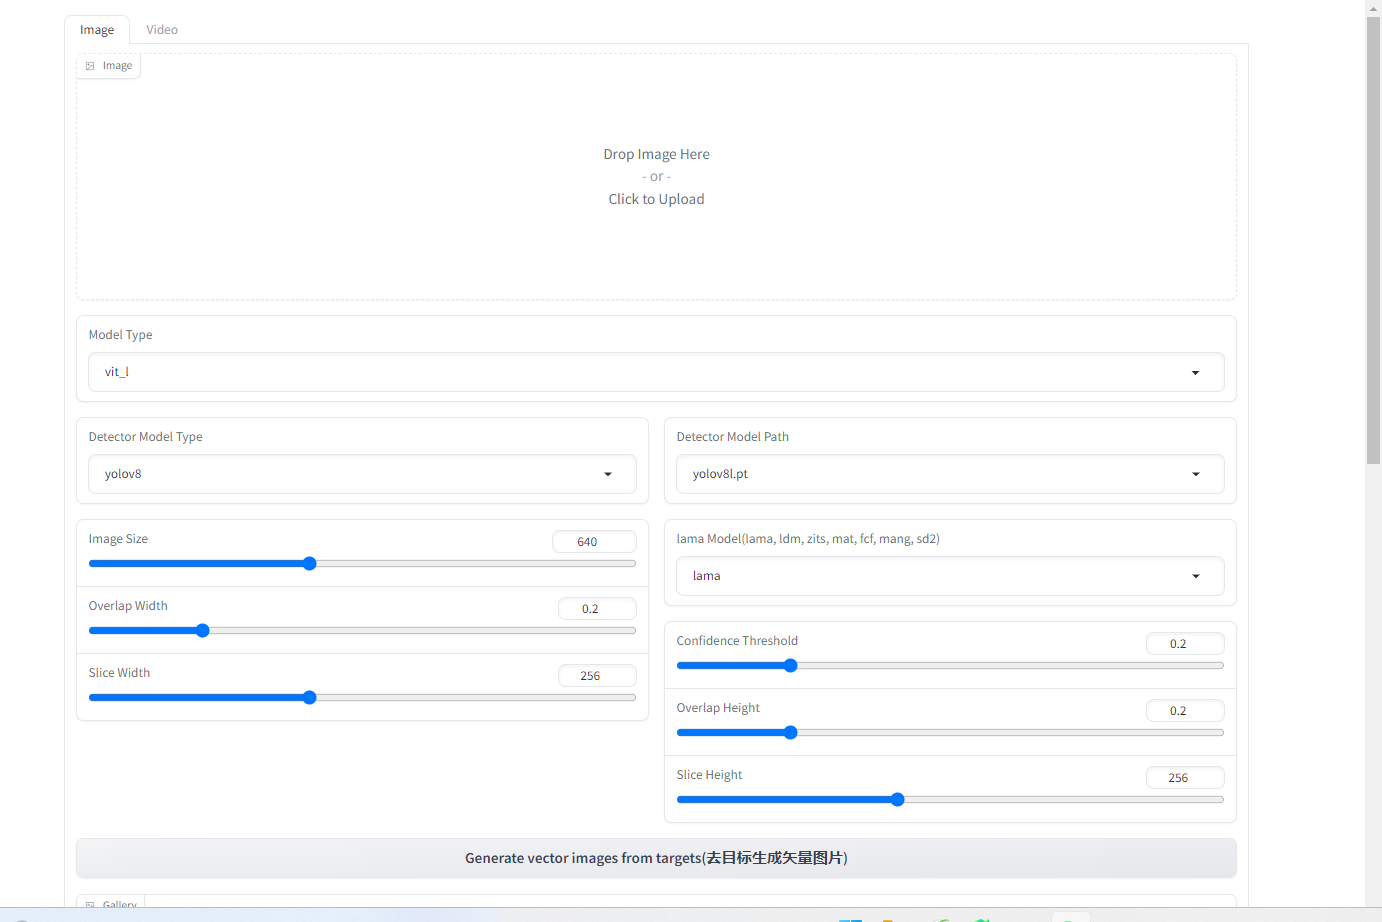 Image
Video
Image
Drop Image Here
- or -
Click to Upload
Model Type
vit_l
Detector Model Type
yolov8
Detector Model Path
yolov8l.pt
Image Size
640
Overlap Width
0.2
Slice Width
256
lama Model(lama, ldm, zits, mat, fcf, mang, sd2)
lama
Confidence Threshold
0.2
Overlap Height
0.2
Slice Height
256
Generate vector images from targets(去目标生成矢量图片)
Gallery